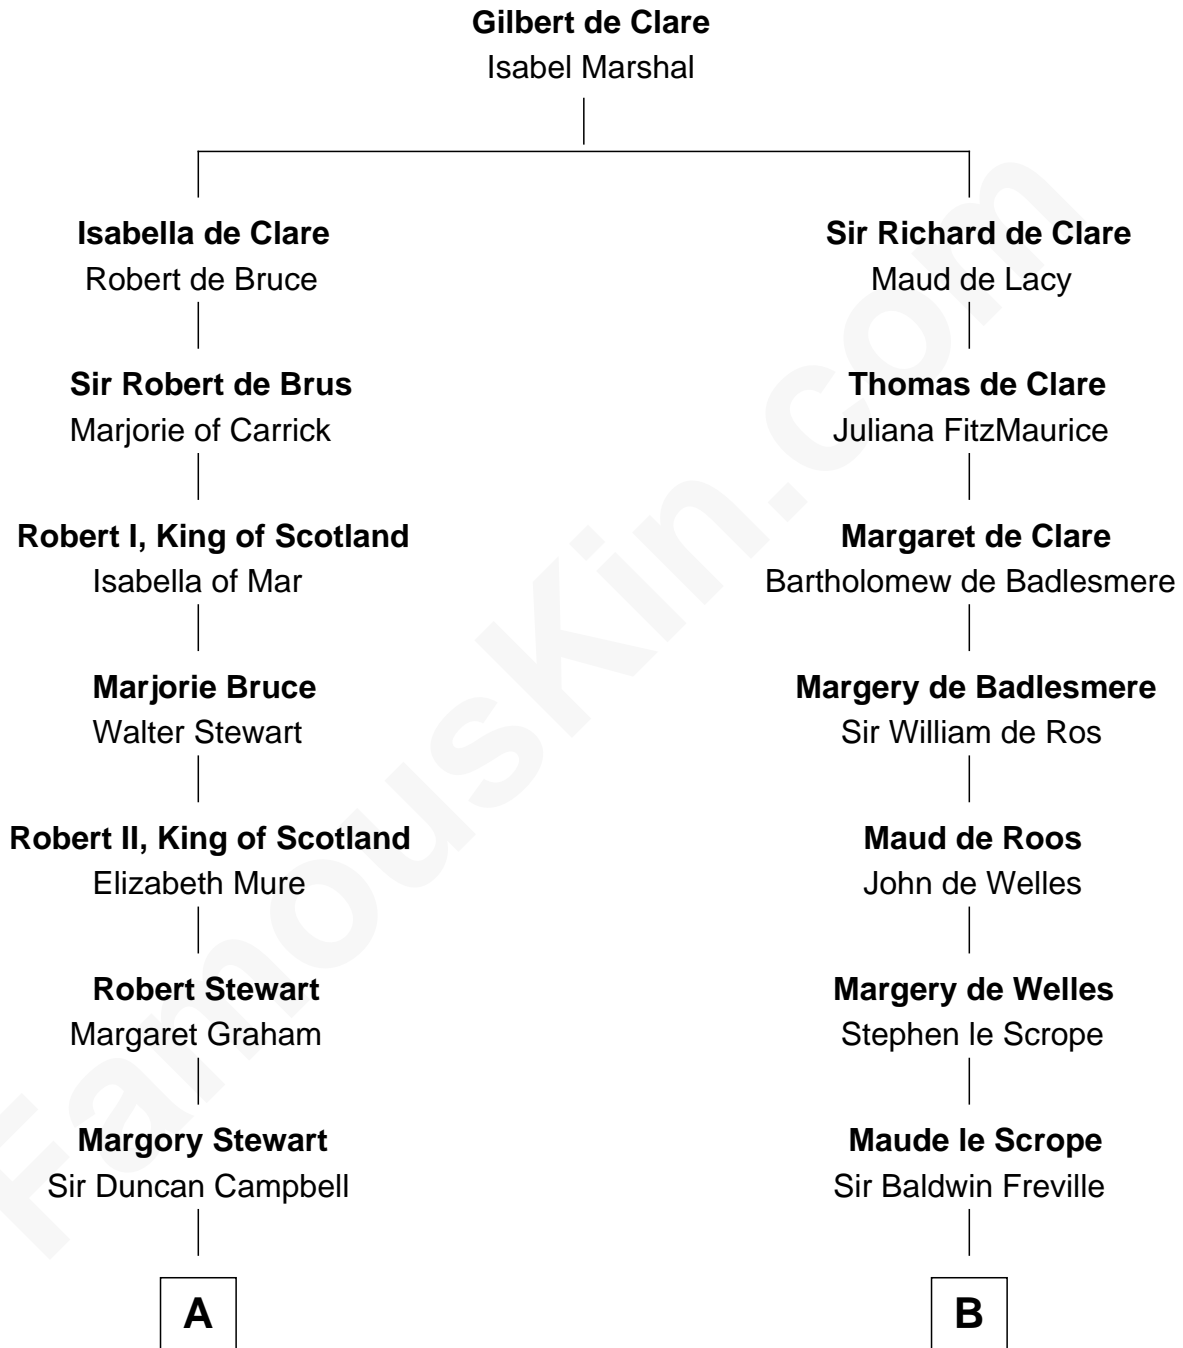 Gilbert de Clare
Isabel Marshal
Isabella de Clare
Robert de Bruce
Sir Robert de Brus
Marjorie of Carrick
Robert I, King of Scotland
Isabella of Mar
Marjorie Bruce
Walter Stewart
Robert II, King of Scotland
Elizabeth Mure
Robert Stewart
Margaret Graham
Margory Stewart
Sir Duncan Campbell
A
Sir Richard de Clare
Maud de Lacy
Thomas de Clare
Juliana FitzMaurice
Margaret de Clare
Bartholomew de Badlesmere
Margery de Badlesmere
Sir William de Ros
Maud de Roos
John de Welles
Margery de Welles
Stephen le Scrope
Maude le Scrope
Sir Baldwin Freville
B
FamousKin.com